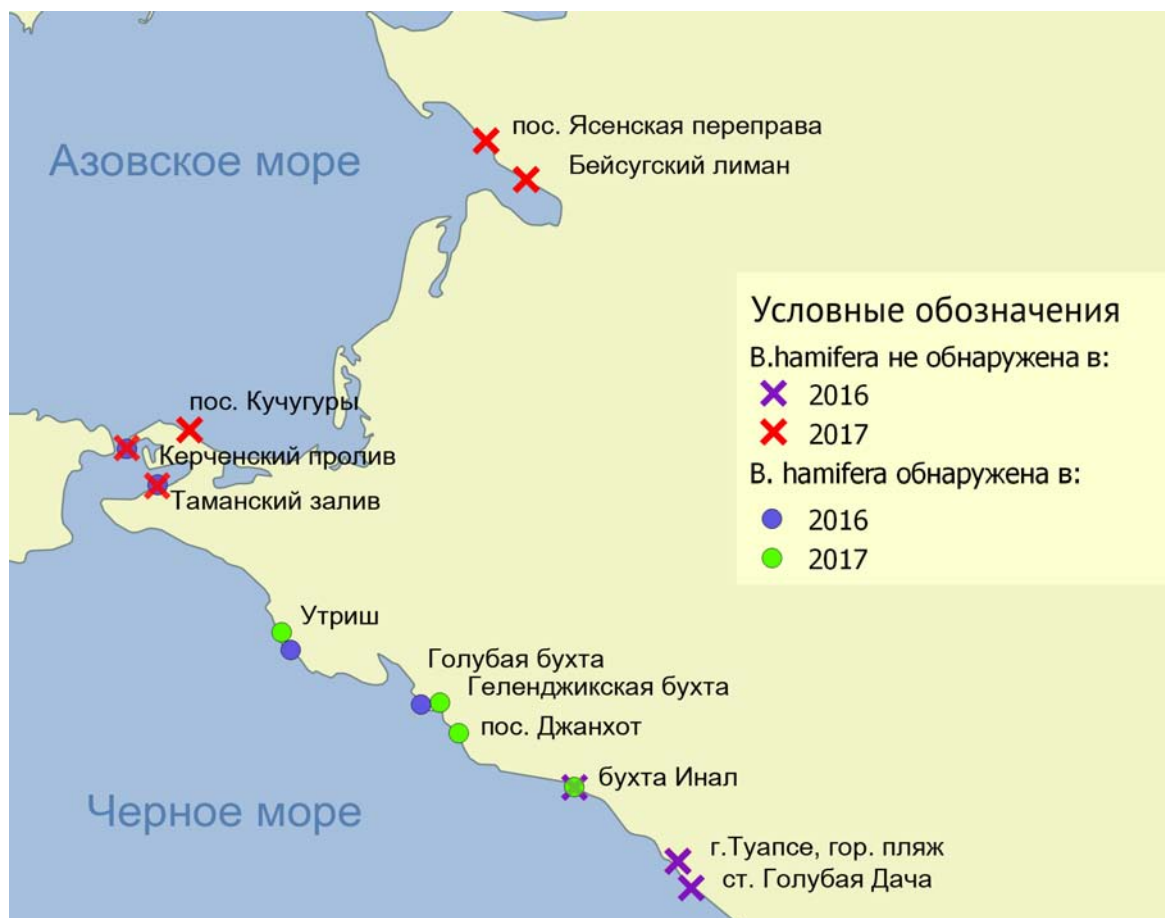 пос. Ясенская переправа
Азовское море
Бейсугский лиман
Условные обозначения
B.hamifera не обнаружена в:
2016
2017
B. hamifera обнаружена в:
2016
2017
пос. Кучугуры
Керченский пролив
Таманский залив
Утриш
Голубая бухта
Геленджикская бухта
пос. Джанхот
бухта Инал
Черное море
г.Туапсе, гор. пляж
ст. Голубая Дача